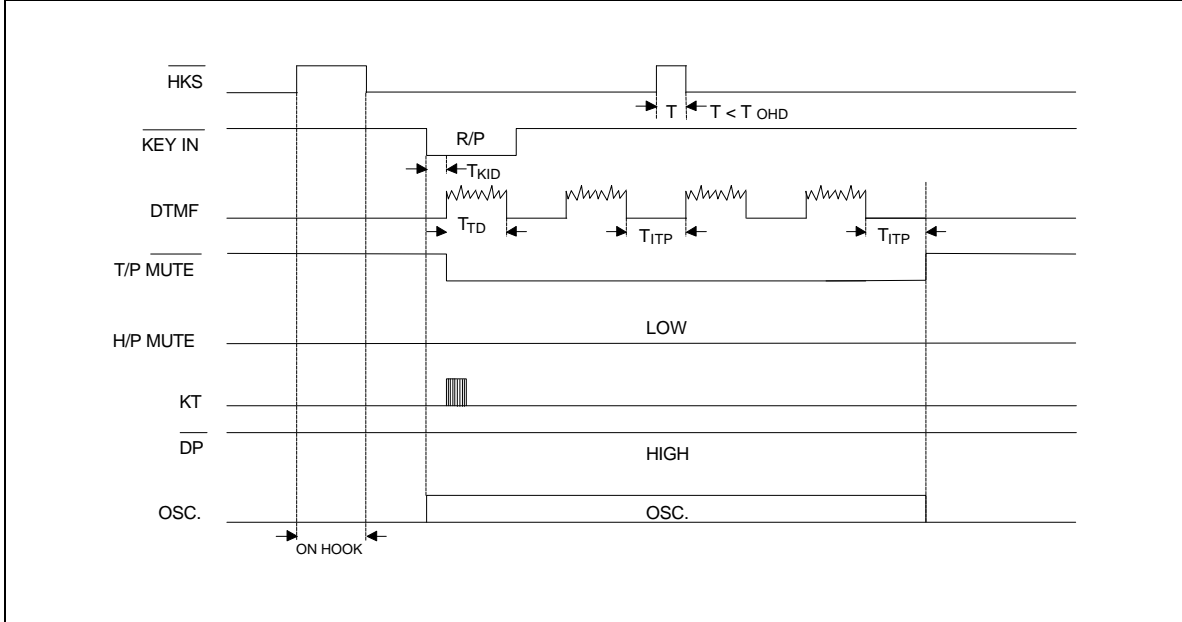 HKS
T T < T OHD
KEY IN R/P
TKID
DTMF
TTD TITP TITP
T/P MUTE
LOW
H/P MUTE
KT
DP
HIGH
OSC. OSC.
ON HOOK